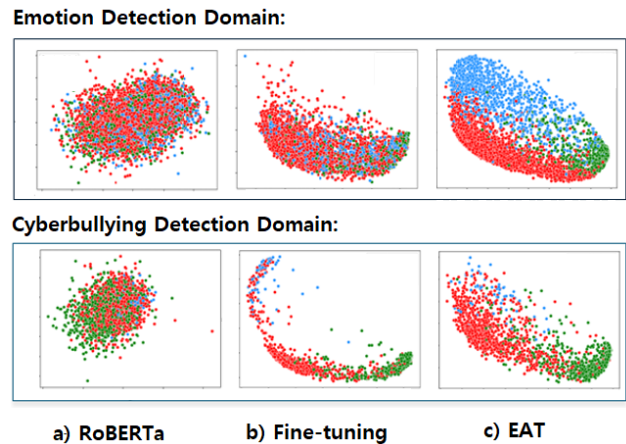 Emotion Detection Domain:
Cyberbullying Detection Domain:
a) RoBERTa b) Fine-tuning c) EAT